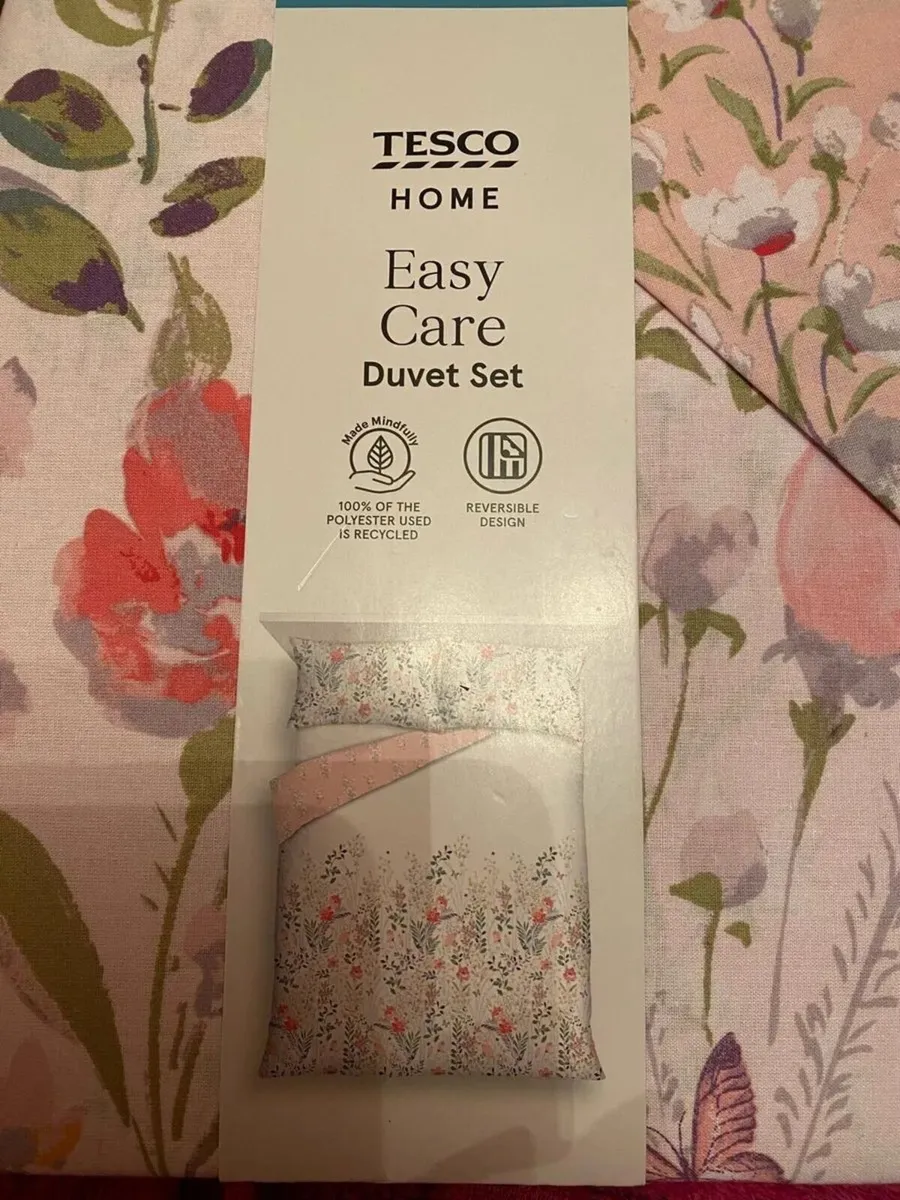 TESCO
HOME
Easy
Care
Duvet Set
Made Mindfully
100% OF THE
POLYESTER USED
IS RECYCLED
REVERSIBLE
DESIGN